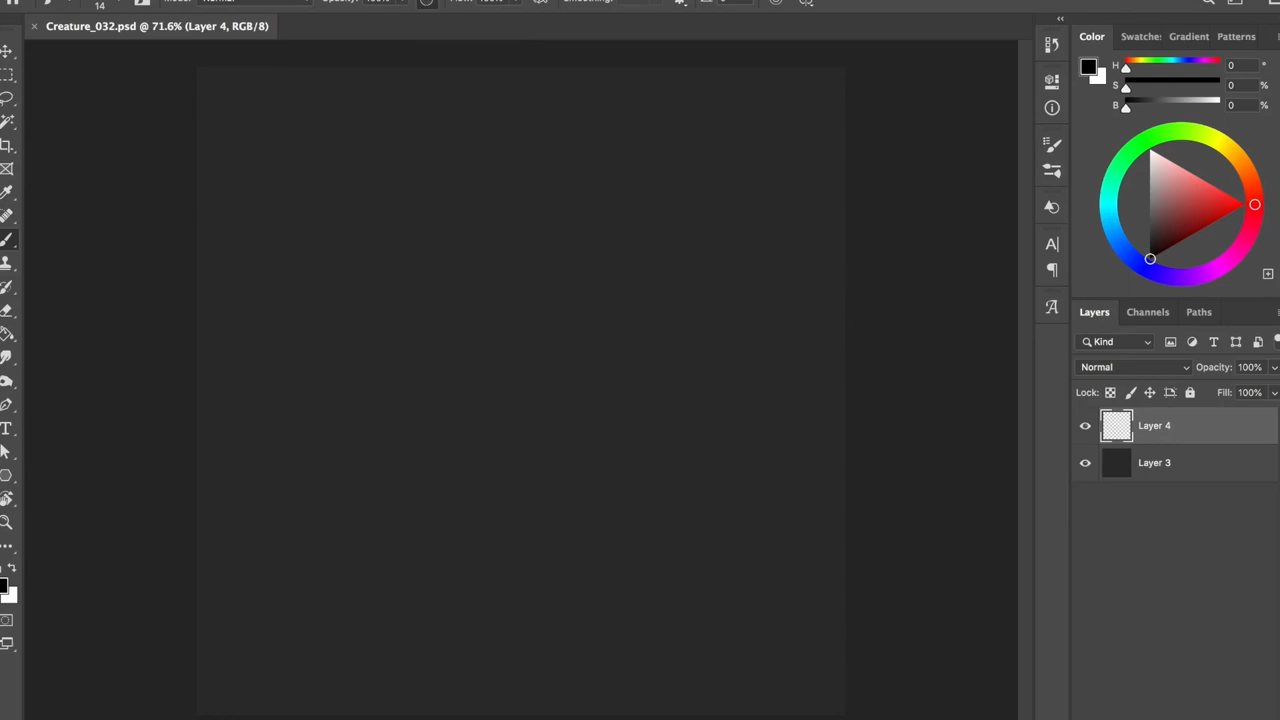 14
× Creature_032.psd @ 71.6% (Layer 4, RGB/8)
Color Swatche: Gradient Patterns
H 0 °
S 0 %
B 0 %
Layers Channels Paths
Kind
Normal Opacity: 100%
Lock: Fill: 100%
Layer 4
Layer 3